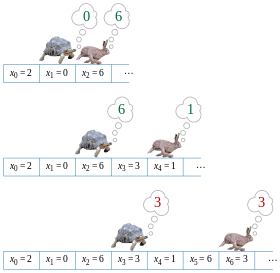 0 6
x0 = 2 x1 = 0 x2 = 6 ...
6 1
x0 = 2 x1 = 0 x2 = 6 x3 = 3 x4 = 1 ...
3 3
x0 = 2 x1 = 0 x2 = 6 x3 = 3 x4 = 1 x5 = 6 x6 = 3 ...